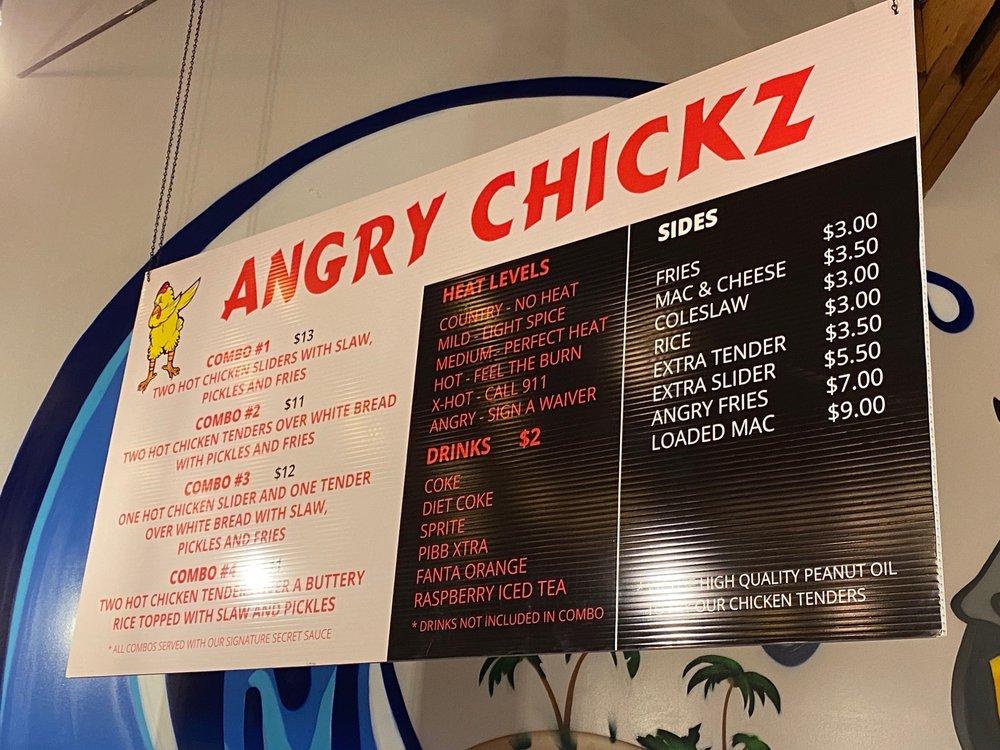 ANGRY CHICKZ
COMBO #1 $13
TWO HOT CHICKEN SLIDERS WITH SLAW,
PICKLES AND FRIES
COMBO #2 $11
TWO HOT CHICKEN TENDERS OVER WHITE BREAD
WITH PICKLES AND FRIES
COMBO #3 $12
ONE HOT CHICKEN SLIDER AND ONE TENDER
OVER WHITE BREAD WITH SLAW,
PICKLES AND FRIES
COMBO #4
TWO HOT CHICKEN TENDERS OVER A BUTTERY
RICE TOPPED WITH SLAW AND PICKLES
* ALL COMBOS SERVED WITH OUR SIGNATURE SECRET SAUCE
HEAT LEVELS
COUNTRY - NO HEAT
MILD - LIGHT SPICE
MEDIUM - PERFECT HEAT
HOT - FEEL THE BURN
X-HOT - CALL 911
ANGRY - SIGN A WAIVER
DRINKS $2
COKE
DIET COKE
SPRITE
PIBB XTRA
FANTA ORANGE
RASPBERRY ICED TEA
* DRINKS NOT INCLUDED IN COMBO
SIDES
FRIES $3.00
MAC & CHEESE $3.50
COLESLAW $3.00
RICE $3.00
EXTRA TENDER $3.50
EXTRA SLIDER $5.50
ANGRY FRIES $7.00
LOADED MAC $9.00
HIGH QUALITY PEANUT OIL
OUR CHICKEN TENDERS